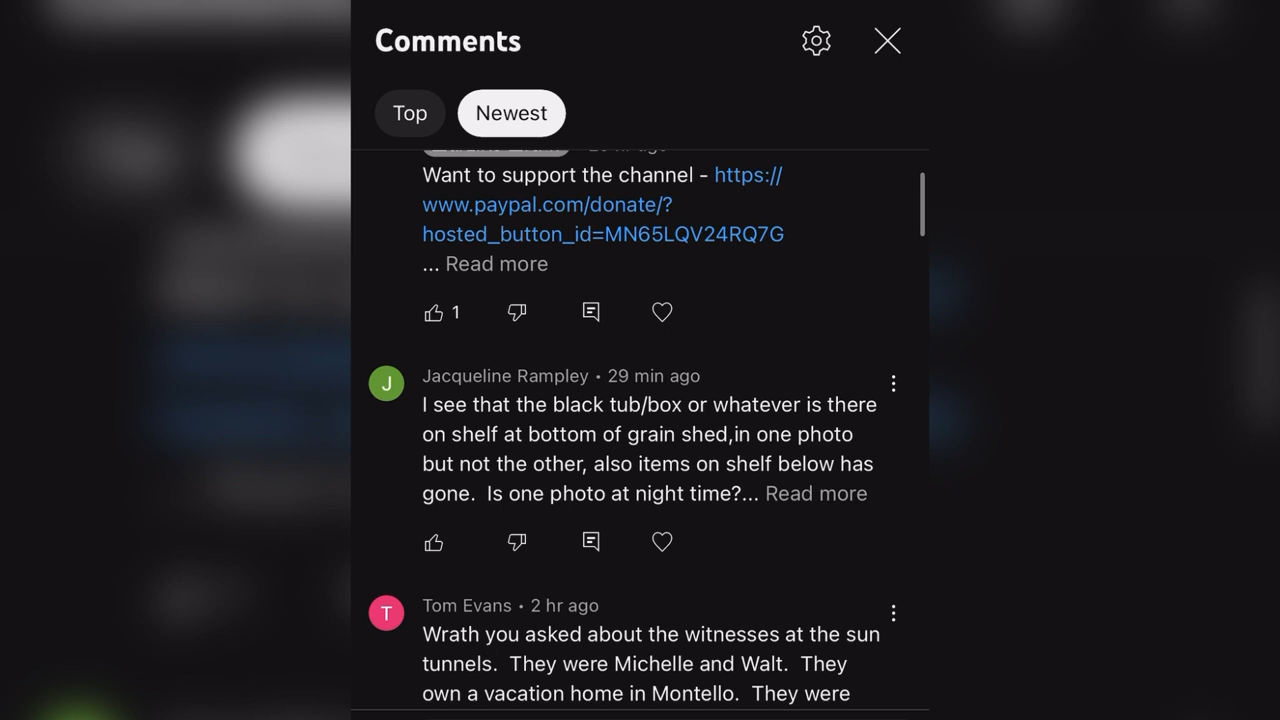 Comments
Top
Newest
Want to support the channel - https://
www.paypal.com/donate/?
hosted_button_id=MN65LQV24RQ7G
... Read more
1
J
Jacqueline Rampley • 29 min ago
I see that the black tub/box or whatever is there
on shelf at bottom of grain shed,in one photo
but not the other, also items on shelf below has
gone.  Is one photo at night time?... Read more
T
Tom Evans • 2 hr ago
Wrath you asked about the witnesses at the sun
tunnels.  They were Michelle and Walt.  They
own a vacation home in Montello.  They were